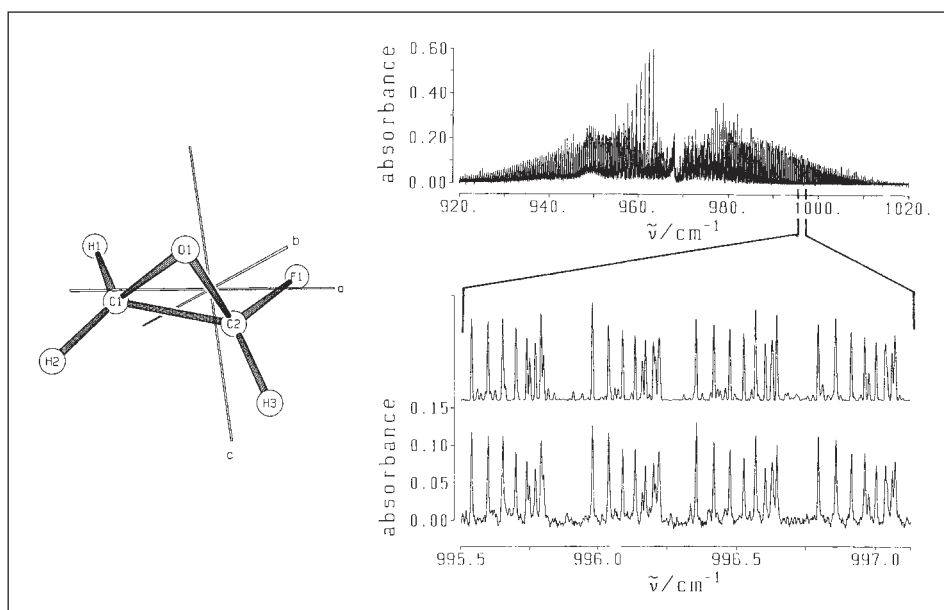 absorbance
0.60
0.40
0.20
0.00
920. 940. 960. 980. 1000. 1020.
ν̃/cm⁻¹
H1
O1
b
F1
a
C1
C2
H2
H3
c
absorbance
0.15
0.10
0.05
0.00
995.5 996.0 996.5 997.0
ν̃/cm⁻¹